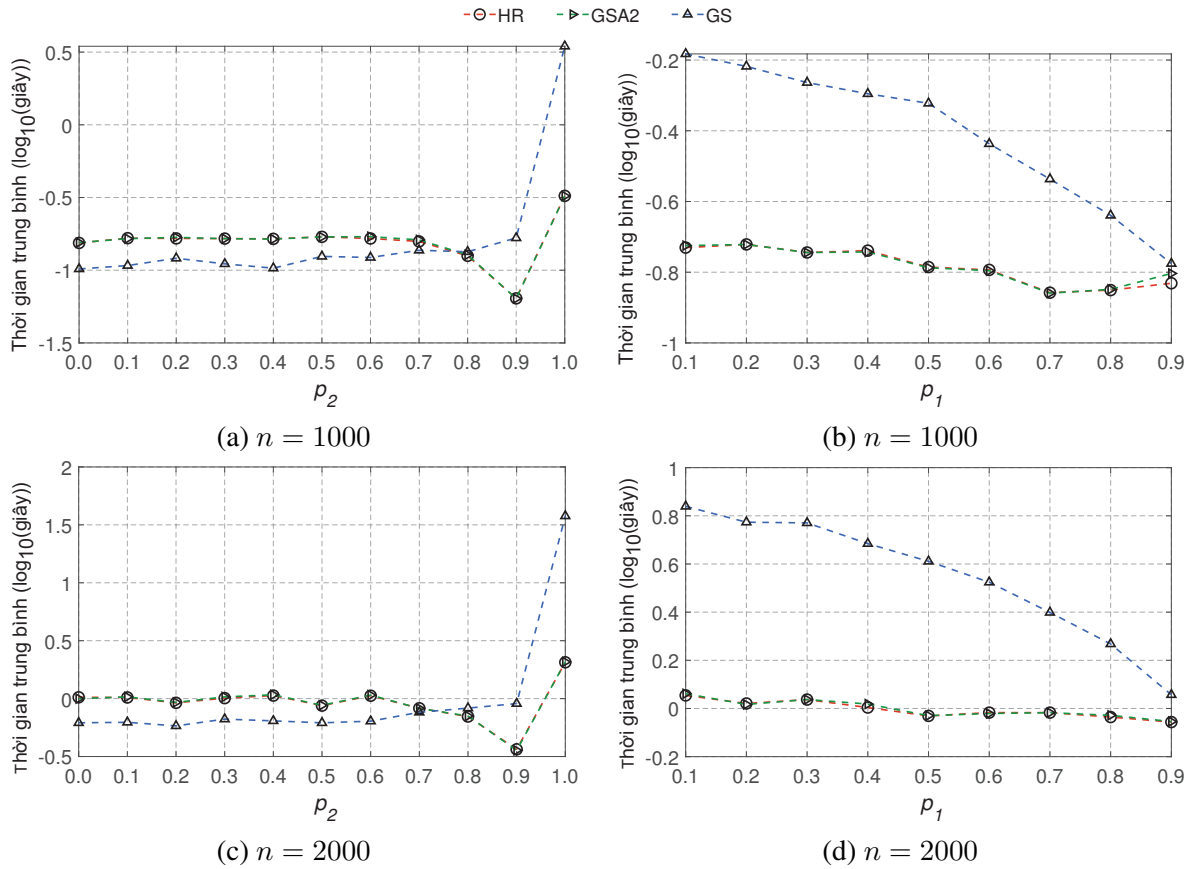 HR GSA2 GS
Thời gian trung bình (log10(giây))
0.5
0
-0.5
-1
-1.5
0.0 0.1 0.2 0.3 0.4 0.5 0.6 0.7 0.8 0.9 1.0
p2
(a) n = 1000
Thời gian trung bình (log10(giây))
-0.2
-0.4
-0.6
-0.8
-1
0.1 0.2 0.3 0.4 0.5 0.6 0.7 0.8 0.9
p1
(b) n = 1000
Thời gian trung bình (log10(giây))
2
1.5
1
0.5
0
-0.5
0.0 0.1 0.2 0.3 0.4 0.5 0.6 0.7 0.8 0.9 1.0
p2
(c) n = 2000
Thời gian trung bình (log10(giây))
1
0.8
0.6
0.4
0.2
0
-0.2
0.1 0.2 0.3 0.4 0.5 0.6 0.7 0.8 0.9
p1
(d) n = 2000